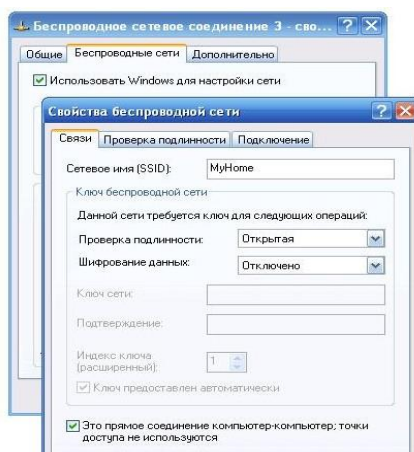 Беспроводное сетевое соединение 3 - сво...
Общие Беспроводные сети Дополнительно
Использовать Windows для настройки сети
Свойства беспроводной сети
Связи Проверка подлинности Подключение
Сетевое имя (SSID): MyHome
Ключ беспроводной сети
Данной сети требуется ключ для следующих операций:
Проверка подлинности: Открытая
Шифрование данных: Отключено
Ключ сети:
Подтверждение:
Индекс ключа
(расширенный): 1
Ключ предоставлен автоматически
Это прямое соединение компьютер-компьютер; точки
доступа не используются